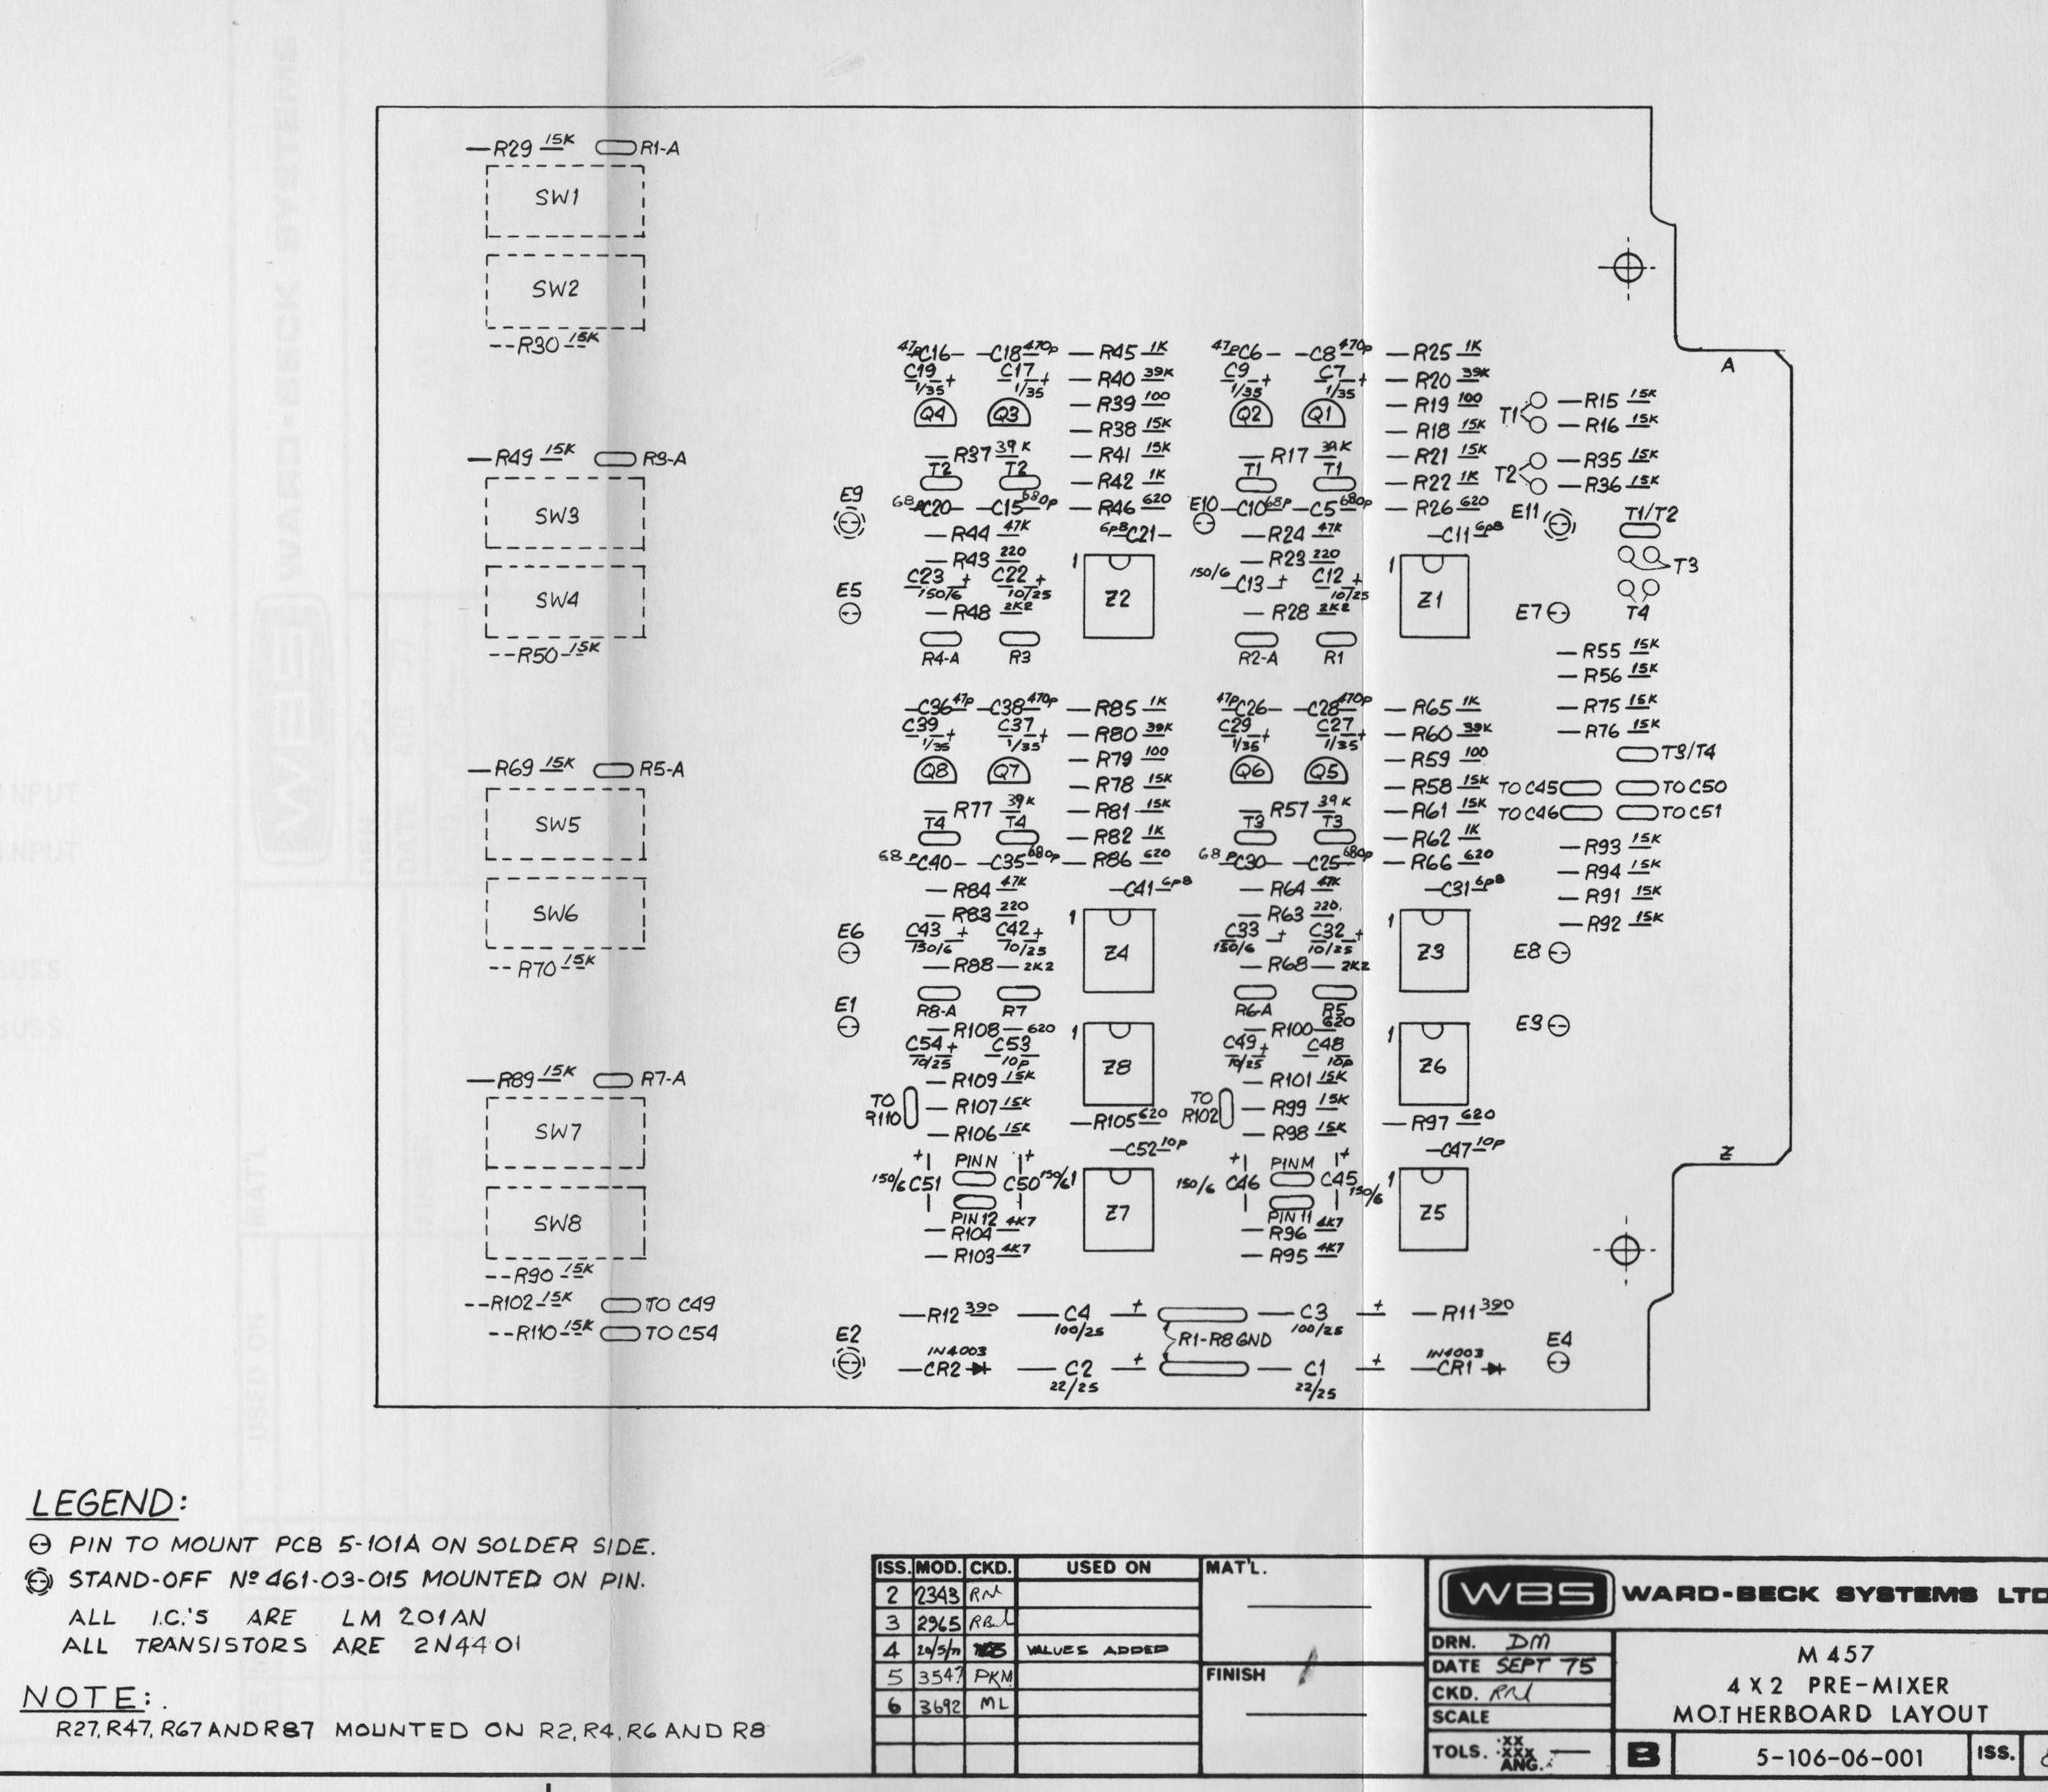 R29 15K R1-A
SW1
SW2
R30 15K
R49 15K R3-A
SW3
SW4
R50 15K
R69 15K R5-A
SW5
SW6
R70 15K
R89 15K R7-A
SW7
SW8
R90 15K
R102 15K TO C49
R110 15K TO C54
47p C16 C18 470p R45 1K
C19 + C17 + R40 39K
1/35 1/35
Q4 Q3 R39 100
R38 15K
R37 39K R41 15K
T2 T2 R42 1K
E9
68p C20 C15 680p R46 620
R44 47K 6p8 C21
R43 220
C23 + C22 + 1 Z2
150/6 10/25
E5
R48 2K2
R4-A R3
47p C6 C8 470p R25 1K
C9 + C7 + R20 39K
1/35 1/35
Q2 Q1 R19 100
R18 15K
R17 39K R21 15K
T1 T1 R22 1K
E10 C10 68p C5 680p R26 620
R24 47K C11 6p8
R23 220
150/6 C13 + C12 + 1 Z1
10/25
R28 2K2
R2-A R1
A
T1 R15 15K
R16 15K
T2 R35 15K
R36 15K
E11 T1/T2
T3
E7 T4
R55 15K
R56 15K
R75 15K
R76 15K
T3/T4
TO C45 TO C50
TO C46 TO C51
R93 15K
R94 15K
R91 15K
R92 15K
E8
E3
C36 47p C38 470p R85 1K
C39 + C37 + R80 39K
1/35 1/35
Q8 Q7 R79 100
R78 15K
R77 39K R81 15K
T4 T4 R82 1K
68p C40 C35 680p R86 620
R84 47K C41 6p8
R83 220
C43 + C42 + 1 Z4
150/6 10/25
E6
R88 2K2
R8-A R7
47p C26 C28 470p R65 1K
C29 + C27 + R60 39K
1/35 1/35
Q6 Q5 R59 100
R58 15K
R57 39K R61 15K
T3 T3 R62 1K
68p C30 C25 680p R66 620
R64 47K C31 6p8
R63 220
C33 + C32 + 1 Z3
150/6 10/25
R68 2K2
R6-A R5
E1
R108 620
C54 + C53 1 Z8
10/25 10p
R109 15K
TO R110 R107 15K R105 620
R106 15K C52 10p
+ PIN N +
150/6 C51 C50 150/6 1 Z7
PIN 12
R104 4K7
R103 4K7
R100 620
C49 + C48 1 Z6
10/25 10p
R101 15K
TO R102 R99 15K R97 620
R98 15K C47 10p
+ PIN M +
150/6 C46 C45 150/6 1 Z5
PIN 11
R96 4K7
R95 4K7
Z
R12 390 C4 + C3 + R11 390
100/25 100/25
R1-R8 GND
E2 E4
1N4003 1N4003
CR2 C2 + C1 + CR1
22/25 22/25
LEGEND:
PIN TO MOUNT PCB 5-101A ON SOLDER SIDE.
STAND-OFF Nº 461-03-015 MOUNTED ON PIN.
ALL I.C.'S ARE LM 201AN
ALL TRANSISTORS ARE 2N4401
NOTE:
R27, R47, R67 AND R87 MOUNTED ON R2, R4, R6 AND R8
ISS. MOD. CKD. USED ON MAT'L.
2 2343
3 2965
4 VALUES ADDED
5 3547 PKM
6 3692 ML
FINISH
WBS WARD-BECK SYSTEMS LTD
DRN. DM
DATE SEPT 75
CKD.
SCALE
TOLS. .XX
.XXX
ANG.
M 457
4 X 2 PRE-MIXER
MOTHERBOARD LAYOUT
B 5-106-06-001 ISS.